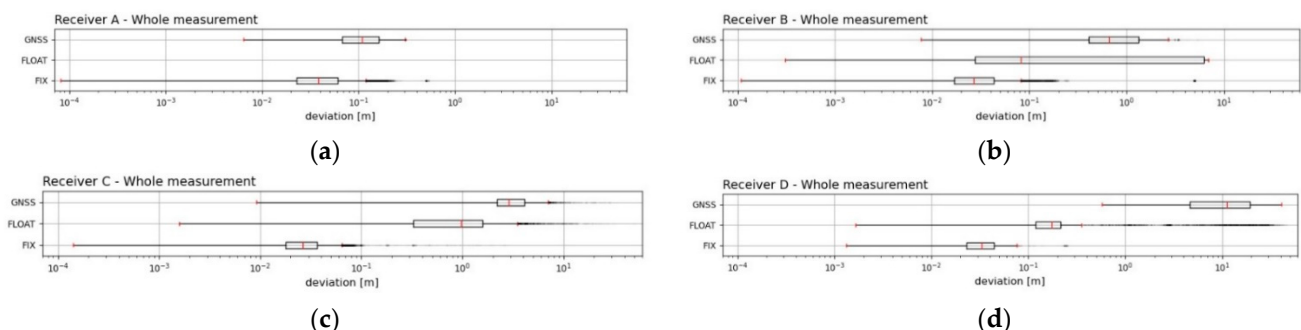 Receiver A - Whole measurement
GNSS
FLOAT
FIX
10⁻⁴ 10⁻³ 10⁻² 10⁻¹ 10⁰ 10¹
deviation [m]
(a)
Receiver B - Whole measurement
GNSS
FLOAT
FIX
10⁻⁴ 10⁻³ 10⁻² 10⁻¹ 10⁰ 10¹
deviation [m]
(b)
Receiver C - Whole measurement
GNSS
FLOAT
FIX
10⁻⁴ 10⁻³ 10⁻² 10⁻¹ 10⁰ 10¹
deviation [m]
(c)
Receiver D - Whole measurement
GNSS
FLOAT
FIX
10⁻⁴ 10⁻³ 10⁻² 10⁻¹ 10⁰ 10¹
deviation [m]
(d)